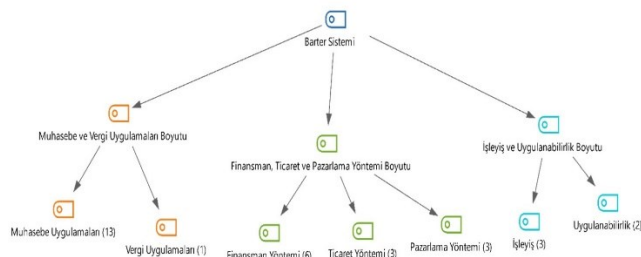 Barter Sistemi
Muhasebe ve Vergi Uygulamaları Boyutu
Finansman, Ticaret ve Pazarlama Yöntemi Boyutu
İşleyiş ve Uygulanabilirlik Boyutu
Muhasebe Uygulamaları (13)
Vergi Uygulamaları (1)
Finansman Yöntemi (6)
Ticaret Yöntemi (3)
Pazarlama Yöntemi (3)
İşleyiş (3)
Uygulanabilirlik (2)